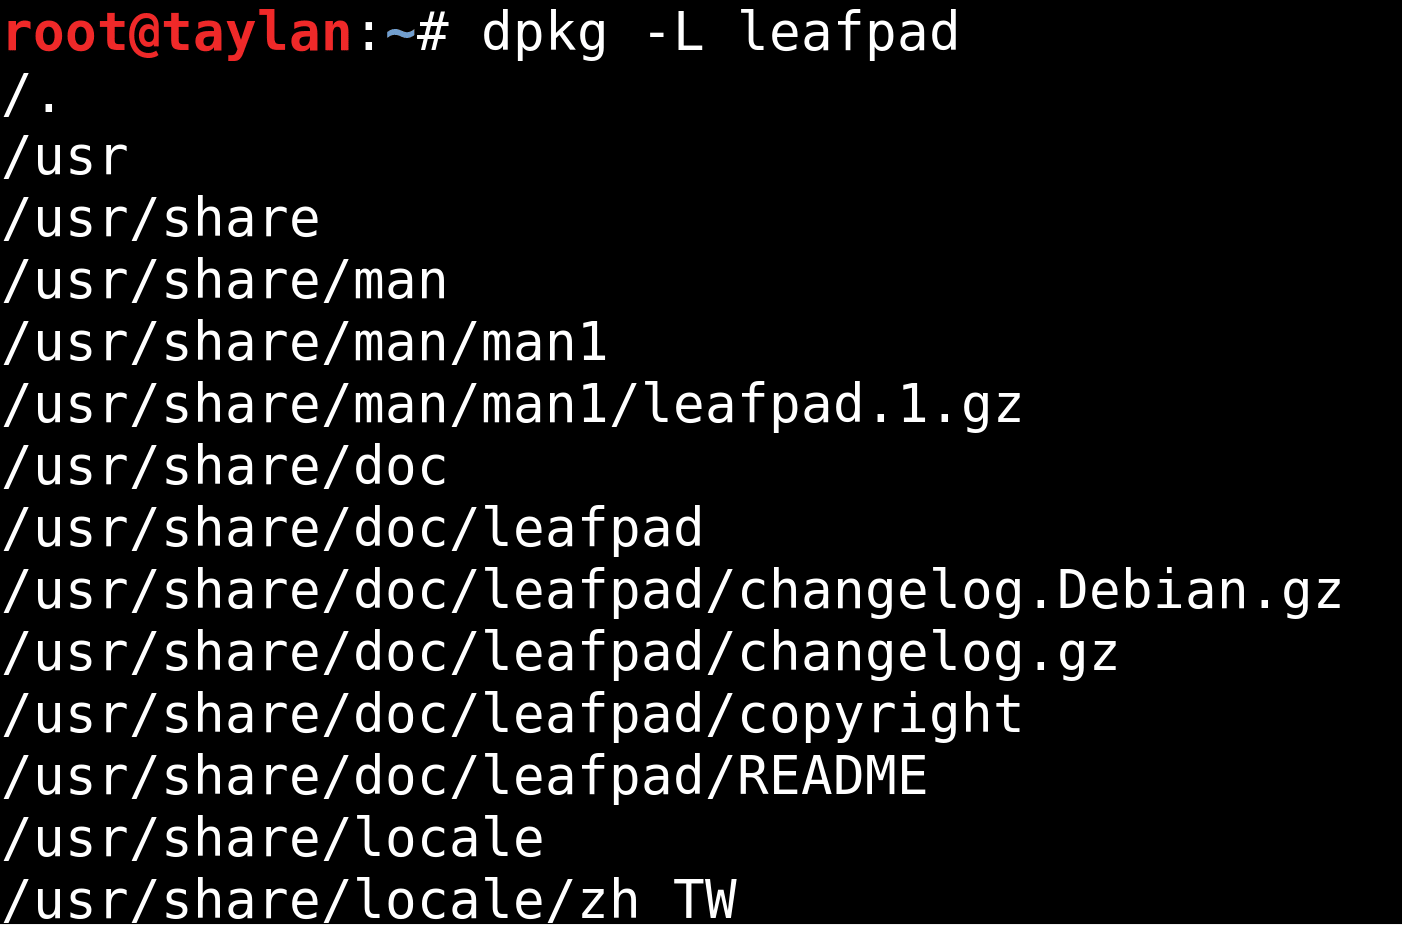 root@taylan:~# dpkg -L leafpad
/.
/usr
/usr/share
/usr/share/man
/usr/share/man/man1
/usr/share/man/man1/leafpad.1.gz
/usr/share/doc
/usr/share/doc/leafpad
/usr/share/doc/leafpad/changelog.Debian.gz
/usr/share/doc/leafpad/changelog.gz
/usr/share/doc/leafpad/copyright
/usr/share/doc/leafpad/README
/usr/share/locale
/usr/share/locale/zh TW